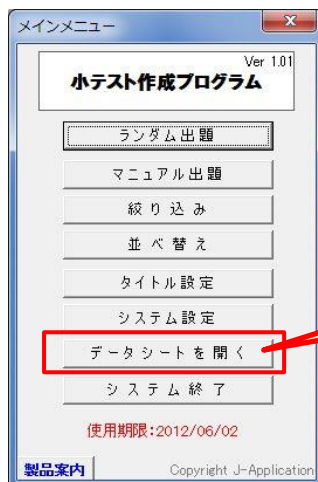 メインメニュー
Ver 1.01
小テスト作成プログラム
ランダム出題
マニュアル出題
絞り込み
並べ替え
タイトル設定
システム設定
データシートを開く
システム終了
使用期限:2012/06/02
製品案内
Copyright J-Application